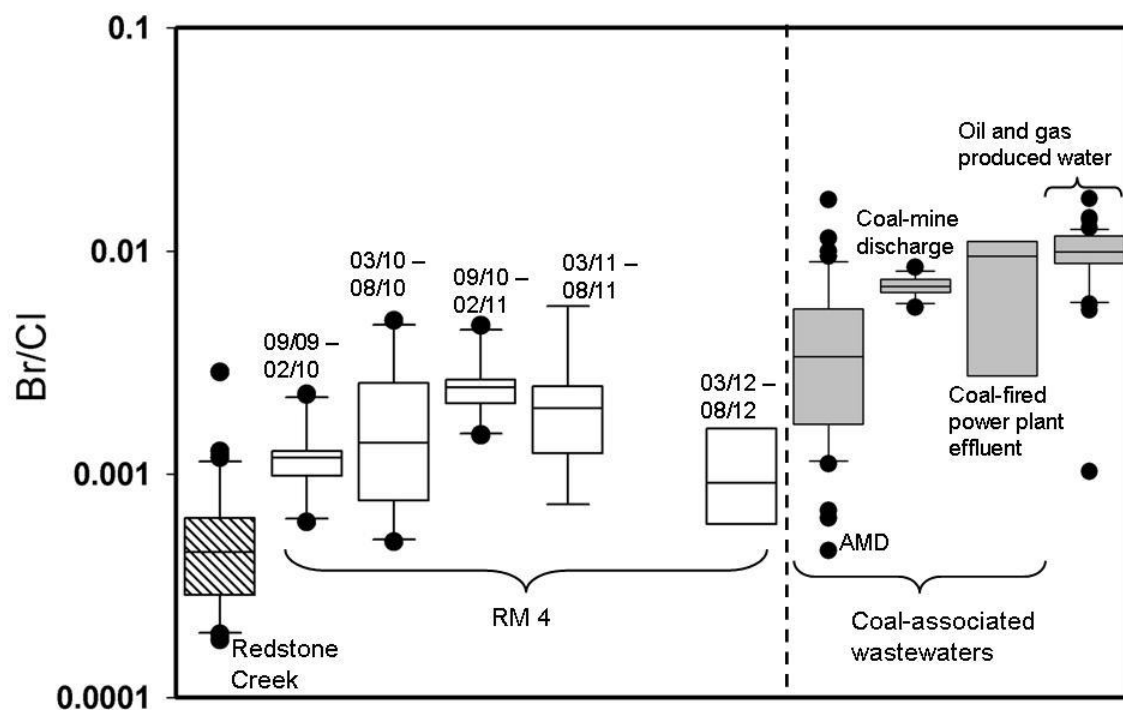 0.1
0.01
0.001
0.0001
Br/Cl
Redstone
Creek
09/09 –
02/10
03/10 –
08/10
09/10 –
02/11
03/11 –
08/11
03/12 –
08/12
RM 4
AMD
Coal-mine
discharge
Coal-fired
power plant
effluent
Oil and gas
produced water
Coal-associated
wastewaters